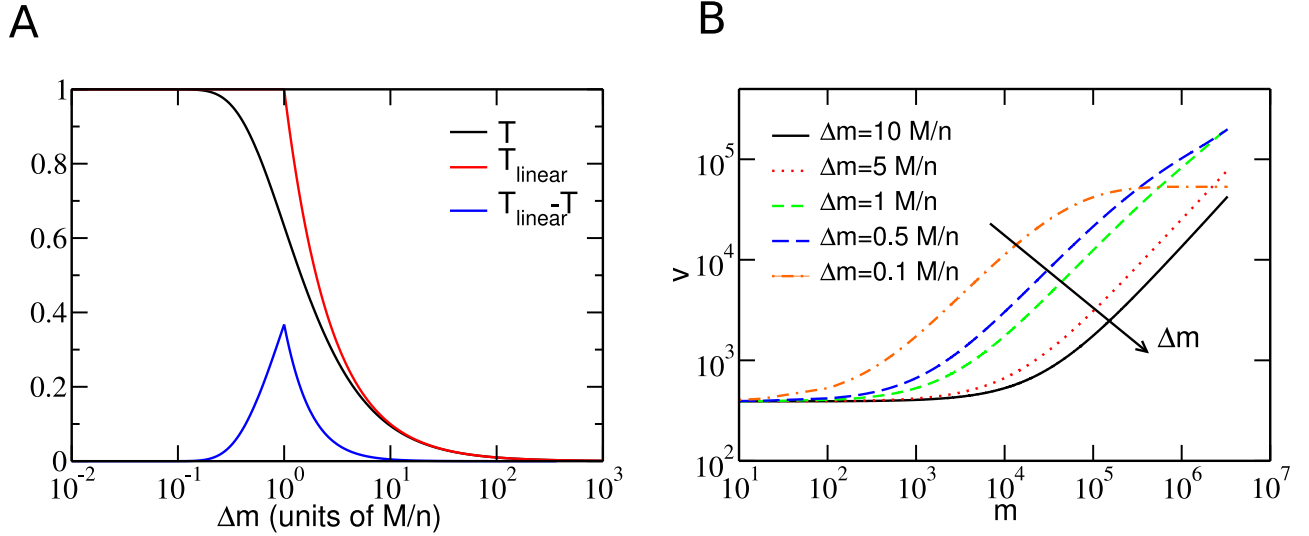 A
1
0.8
0.6
0.4
0.2
0
10^-2
10^-1
10^0
10^1
10^2
10^3
Δm (units of M/n)
T
T_linear
T_linear-T
B
10^5
10^4
10^3
10^2
v
10^1
10^2
10^3
10^4
10^5
10^6
10^7
m
Δm=10 M/n
Δm=5 M/n
Δm=1 M/n
Δm=0.5 M/n
Δm=0.1 M/n
Δm